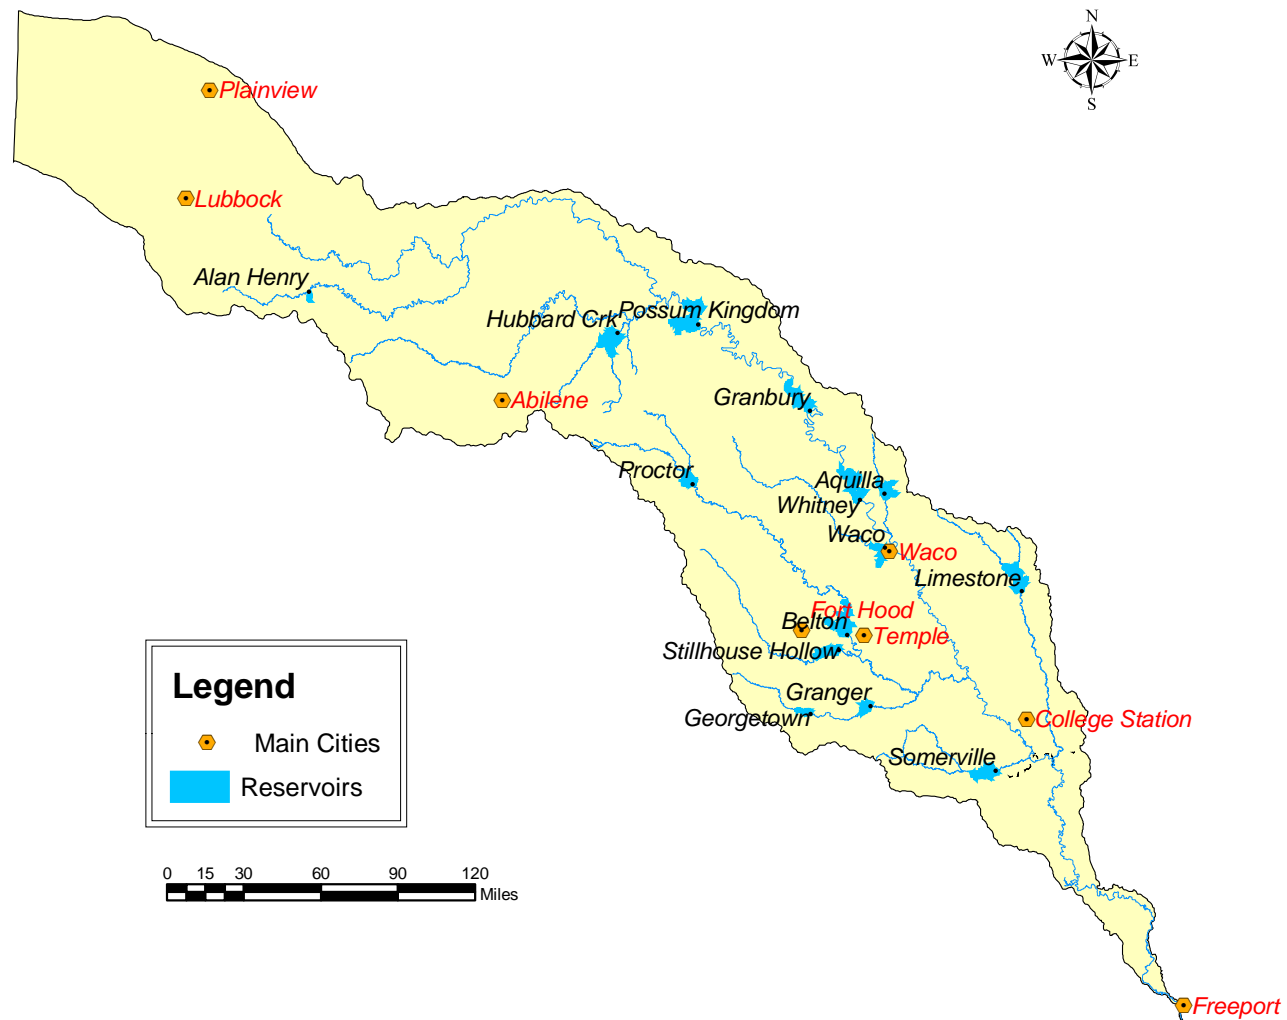 N
W E
S
Plainview
Lubbock
Alan Henry
Possum Kingdom
Hubbard Crk
Abilene
Granbury
Proctor
Aquilla
Whitney
Waco
Waco
Limestone
Fort Hood
Belton
Temple
Stillhouse Hollow
Granger
Georgetown
College Station
Somerville
Freeport
Legend
Main Cities
Reservoirs
0 15 30 60 90 120
Miles